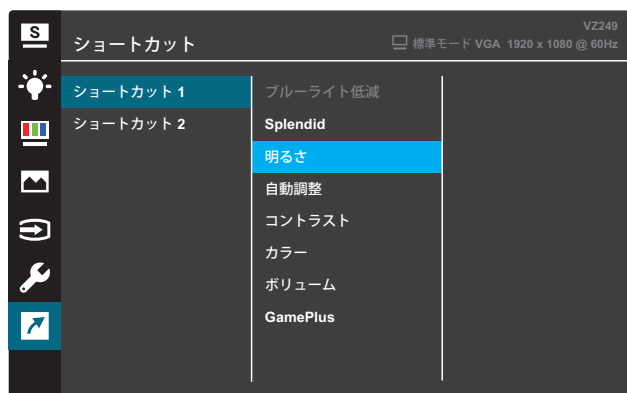 S
VZ249
ショートカット
標準モード VGA 1920 x 1080 @ 60Hz
ショートカット 1
ブルーライト低減
ショートカット 2
Splendid
明るさ
自動調整
コントラスト
カラー
ボリューム
GamePlus